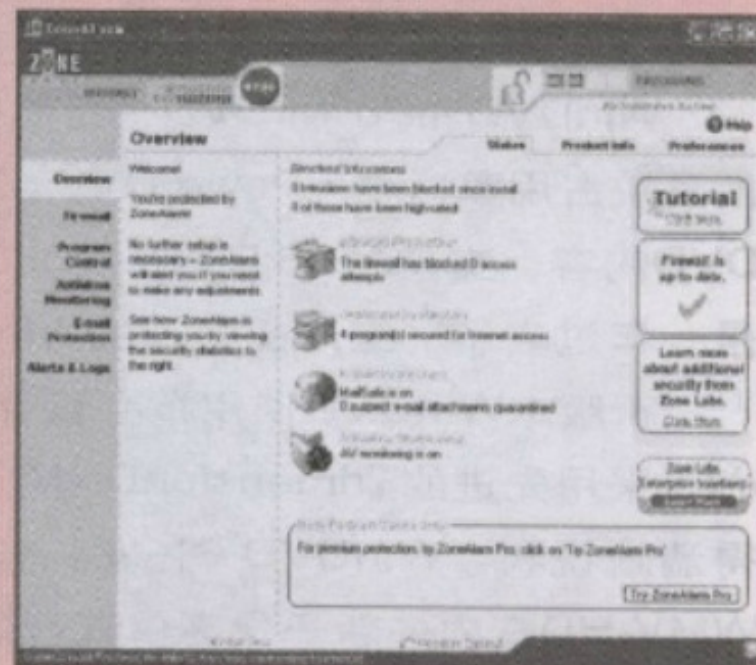 ZoneAlarm
ZONE
STOP
Help
Overview
Status Product Info Preferences
Overview
Firewall
Program
Control
Antivirus
Monitoring
E-mail
Protection
Alerts & Logs
Welcome!
You're protected by
ZoneAlarm!
No further setup is
necessary – ZoneAlarm
will alert you if you need
to make any adjustments.
See how ZoneAlarm is
protecting you by viewing
the security statistics to
the right.
Intrusions have been blocked since install
of those have been high-rated
The firewall has blocked 0 access
attempts
4 program(s) secured for Internet access
MailSafe is on
0 suspect e-mail attachments quarantined
AV monitoring is on
Tutorial
Click here.
Firewall is
up to date.
Learn more
about additional
security from
Zone Labs.
Click Here
Zone Labs
Enterprise Solutions
For premium protection, try ZoneAlarm Pro, click on 'Try ZoneAlarm Pro'
Try ZoneAlarm Pro